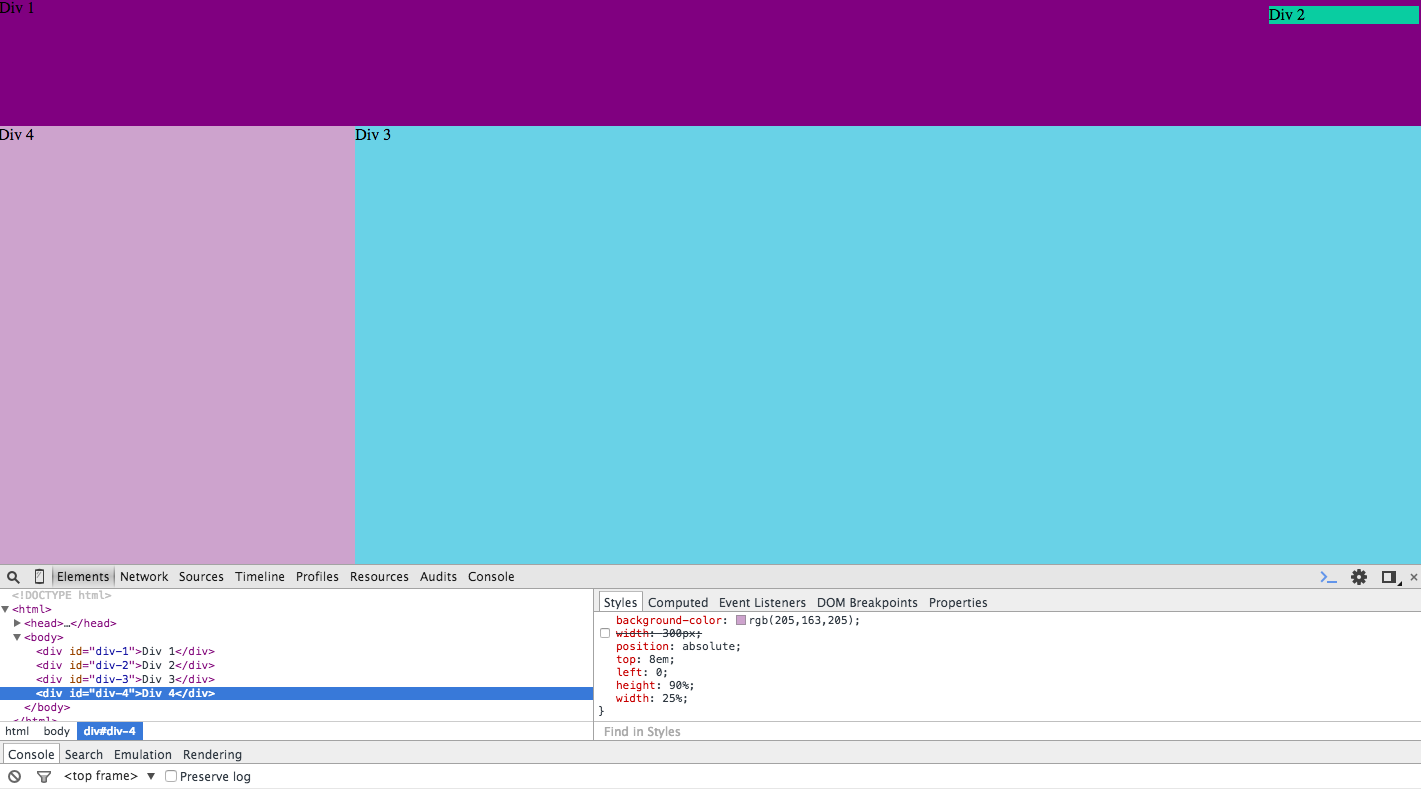 Div 1
Div 2
Div 4
Div 3
Elements Network Sources Timeline Profiles Resources Audits Console
<!DOCTYPE html>
<html>
<head>…</head>
<body>
<div id="div-1">Div 1</div>
<div id="div-2">Div 2</div>
<div id="div-3">Div 3</div>
<div id="div-4">Div 4</div>
</body>
</html>
html body div#div-4
Styles Computed Event Listeners DOM Breakpoints Properties
background-color: rgb(205,163,205);
width: 300px;
position: absolute;
top: 8em;
left: 0;
height: 90%;
width: 25%;
}
Find in Styles
Console Search Emulation Rendering
<top frame> Preserve log